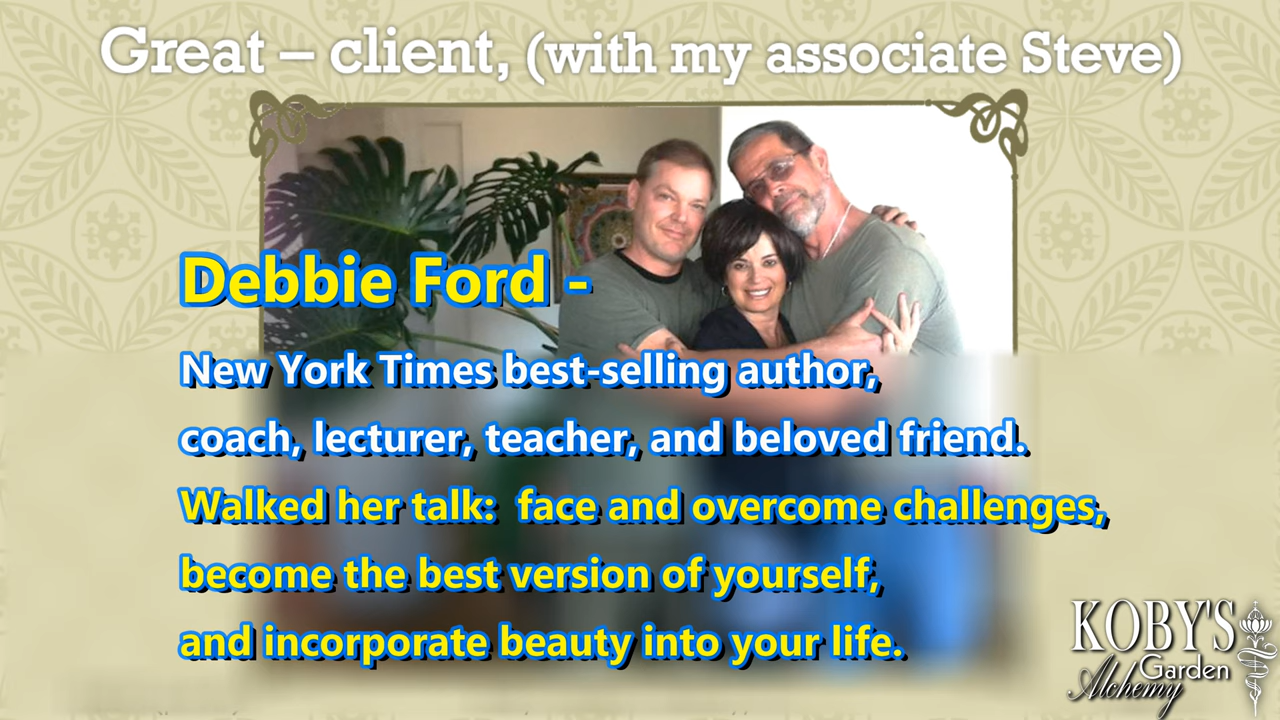 Great – client, (with my associate Steve)
Debbie Ford -
New York Times best-selling author,
coach, lecturer, teacher, and beloved friend.
Walked her talk:  face and overcome challenges,
become the best version of yourself,
and incorporate beauty into your life.
KOBY'S
Garden
Alchemy